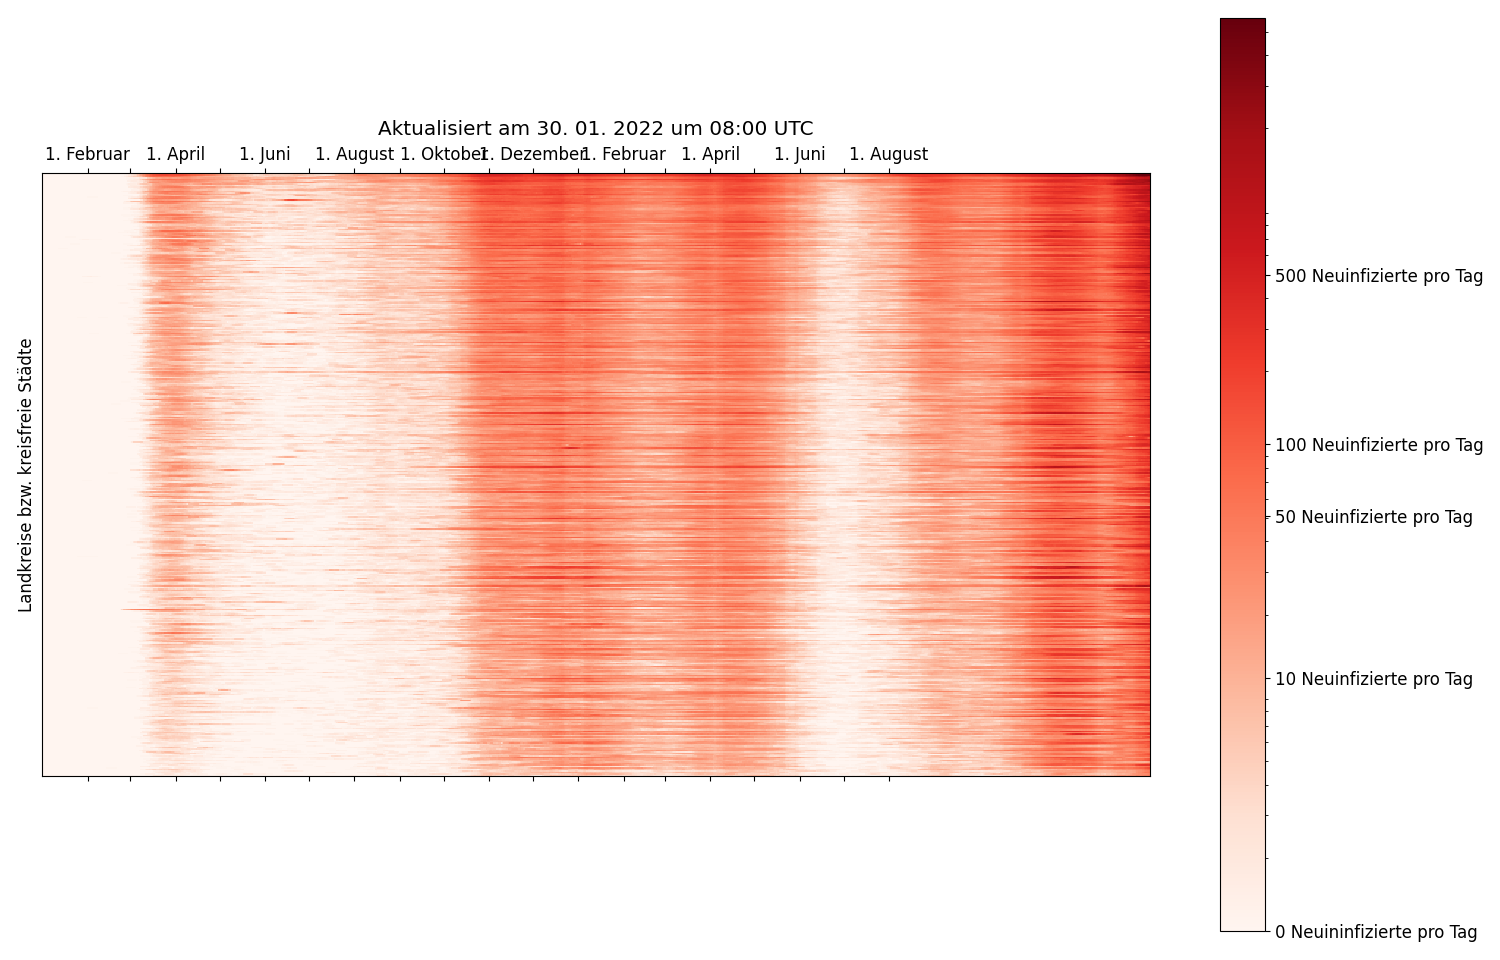 Aktualisiert am 30. 01. 2022 um 08:00 UTC
1. Februar 1. April 1. Juni 1. August 1. Oktober 1. Dezember 1. Februar 1. April 1. Juni 1. August
Landkreise bzw. kreisfreie Städte
500 Neuinfizierte pro Tag
100 Neuinfizierte pro Tag
50 Neuinfizierte pro Tag
10 Neuinfizierte pro Tag
0 Neuininfizierte pro Tag